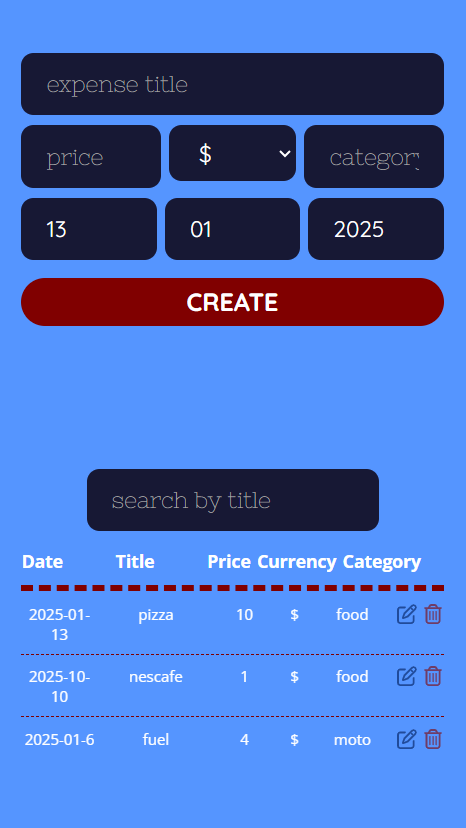 expense title
price $ category
13 01 2025
CREATE
search by title
Date Title Price Currency Category
2025-01- pizza 10 $ food
13
2025-10- nescafe 1 $ food
10
2025-01-6 fuel 4 $ moto